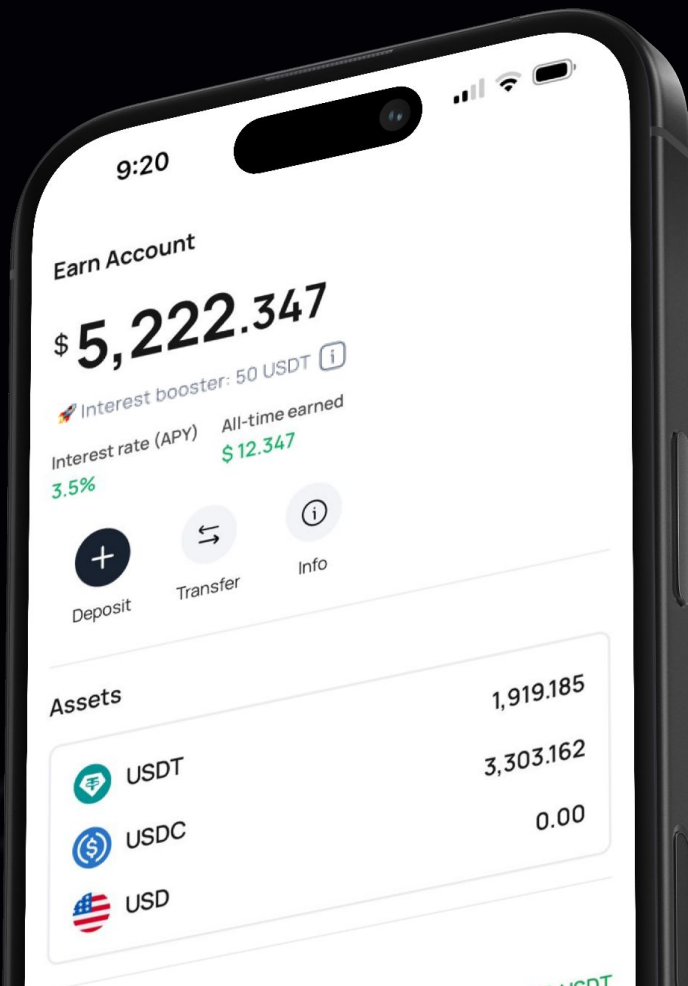 9:20
Earn Account
$5,222.347
🚀 Interest booster: 50 USDT
Interest rate (APY)
3.5%
All-time earned
$12.347
Deposit
Transfer
Info
Assets
USDT 1,919.185
USDC 3,303.162
USD 0.00
USDT